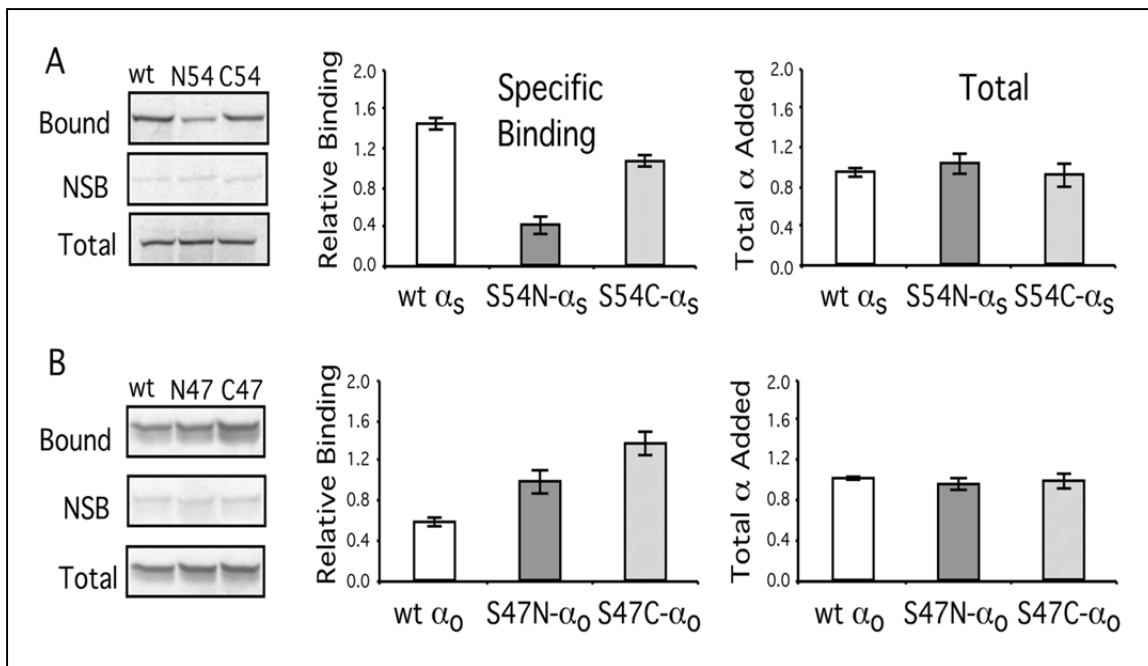 A
wt N54 C54
Bound
NSB
Total
Relative Binding
2.0
1.6
1.2
0.8
0.4
0.0
Specific
Binding
wt αs S54N-αs S54C-αs
Total α Added
2.0
1.6
1.2
0.8
0.4
0.0
Total
wt αs S54N-αs S54C-αs
B
wt N47 C47
Bound
NSB
Total
Relative Binding
2.0
1.6
1.2
0.8
0.4
0.0
wt αo S47N-αo S47C-αo
Total α Added
2.0
1.6
1.2
0.8
0.4
0.0
wt αo S47N-αo S47C-αo